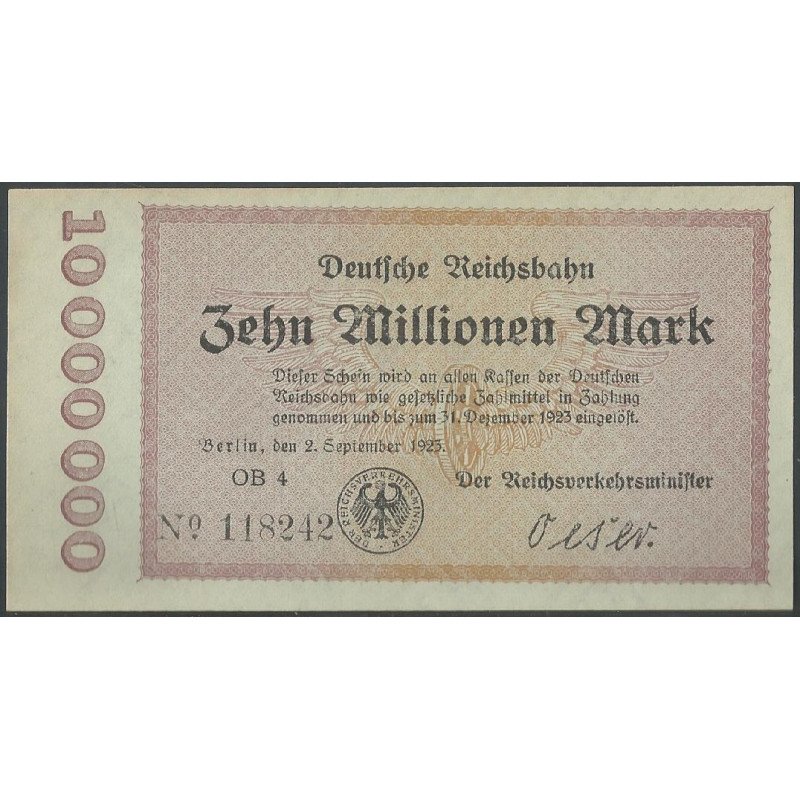 10000000
Deutsche Reichsbahn
Zehn Millionen Mark
Dieser Schein wird an allen Kassen der Deutschen
Reichsbahn wie gesetzliche Zahlmittel in Zahlung
genommen und bis zum 31. Dezember 1923 eingelöst.
Berlin, den 2. September 1923.
OB 4
Der Reichsverkehrsminister
No 118242
DER REICHSVERKEHRSMINISTER
Oeser.